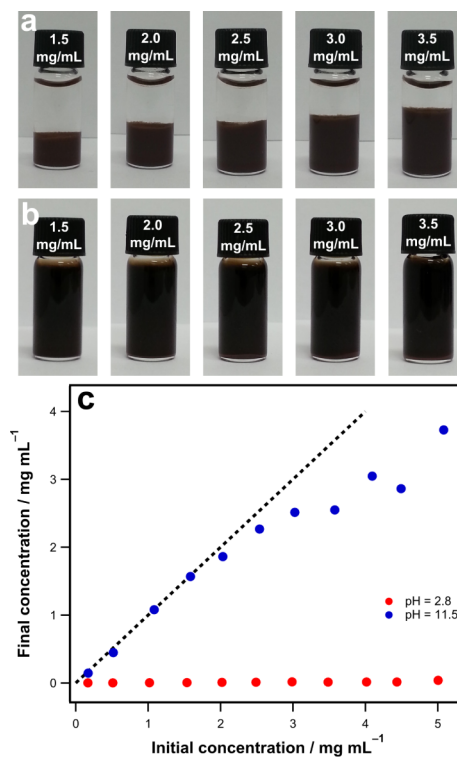 a
1.5 2.0 2.5 3.0 3.5
mg/mL mg/mL mg/mL mg/mL mg/mL
b
1.5 2.0 2.5 3.0 3.5
mg/mL mg/mL mg/mL mg/mL mg/mL
c
4
3
2
1
0
Final concentration / mg mL⁻¹
pH = 2.8
pH = 11.5
0 1 2 3 4 5
Initial concentration / mg mL⁻¹